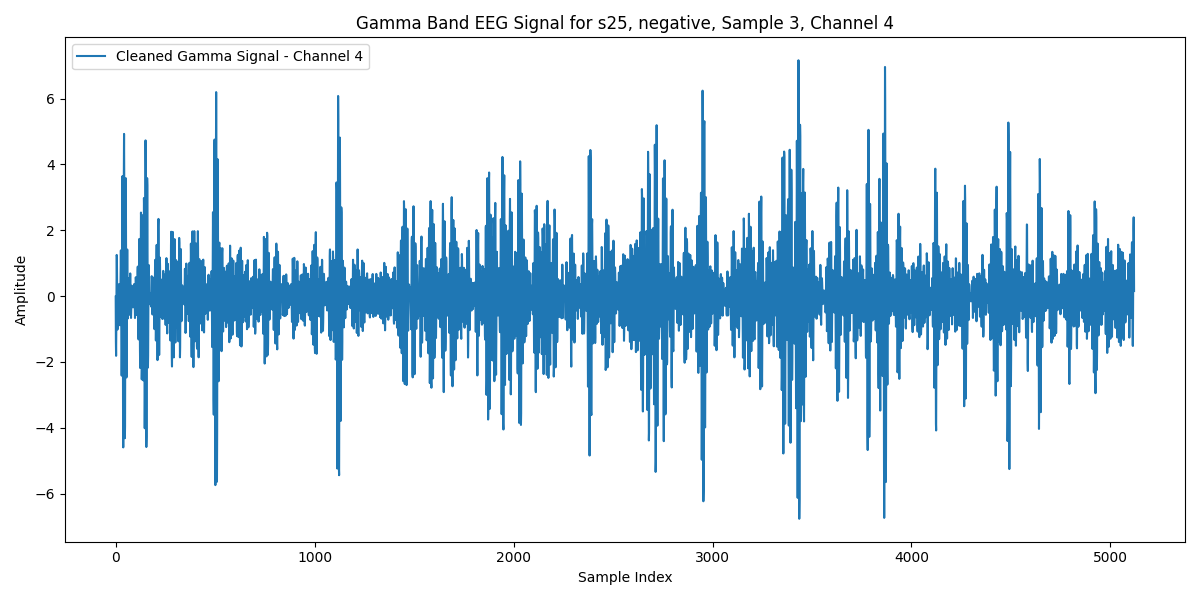 Gamma Band EEG Signal for s25, negative, Sample 3, Channel 4
Cleaned Gamma Signal - Channel 4
6
4
2
0
−2
−4
−6
Amplitude
0 1000 2000 3000 4000 5000
Sample Index